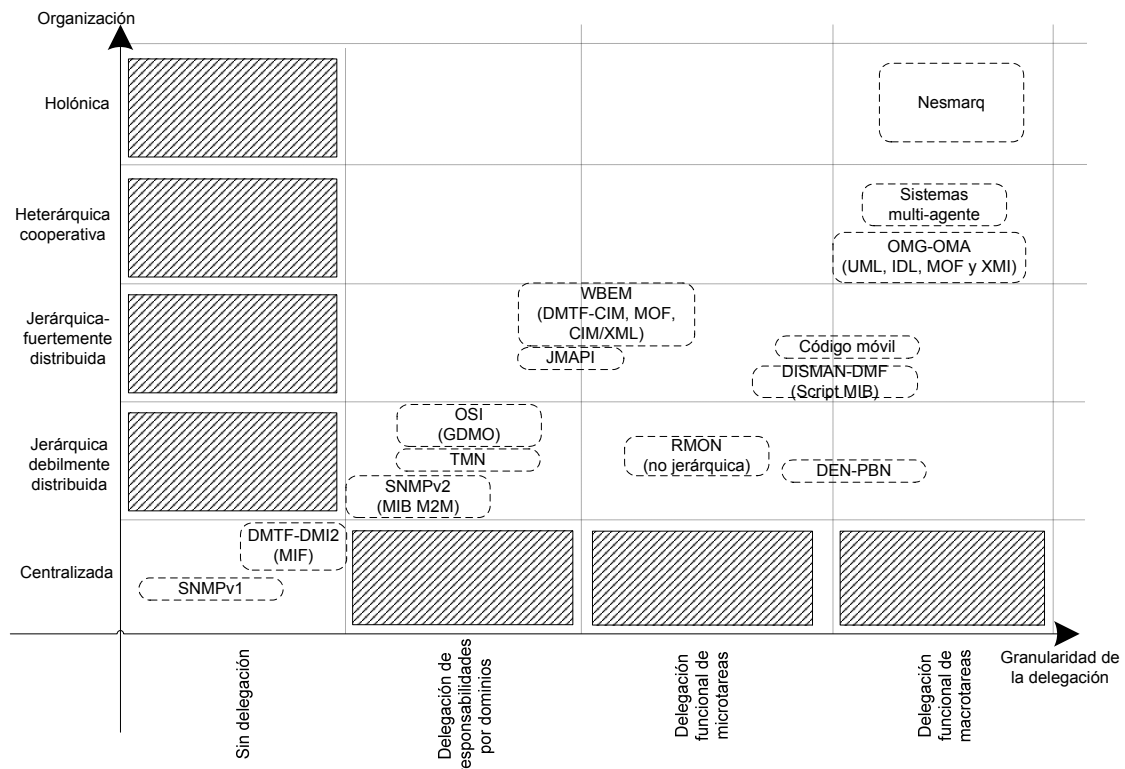 Organización
Holónica
Nesmarq
Heterárquica
cooperativa
Sistemas
multi-agente
OMG-OMA
(UML, IDL, MOF y XMI)
Jerárquica-
fuertemente
distribuida
WBEM
(DMTF-CIM, MOF,
CIM/XML)
JMAPI
Código móvil
DISMAN-DMF
(Script MIB)
Jerárquica
debilmente
distribuida
OSI
(GDMO)
TMN
SNMPv2
(MIB M2M)
RMON
(no jerárquica)
DEN-PBN
Centralizada
DMTF-DMI2
(MIF)
SNMPv1
Granularidad de
la delegación
Sin delegación
Delegación de
esponsabilidades
por dominios
Delegación
funcional de
microtareas
Delegación
funcional de
macrotareas